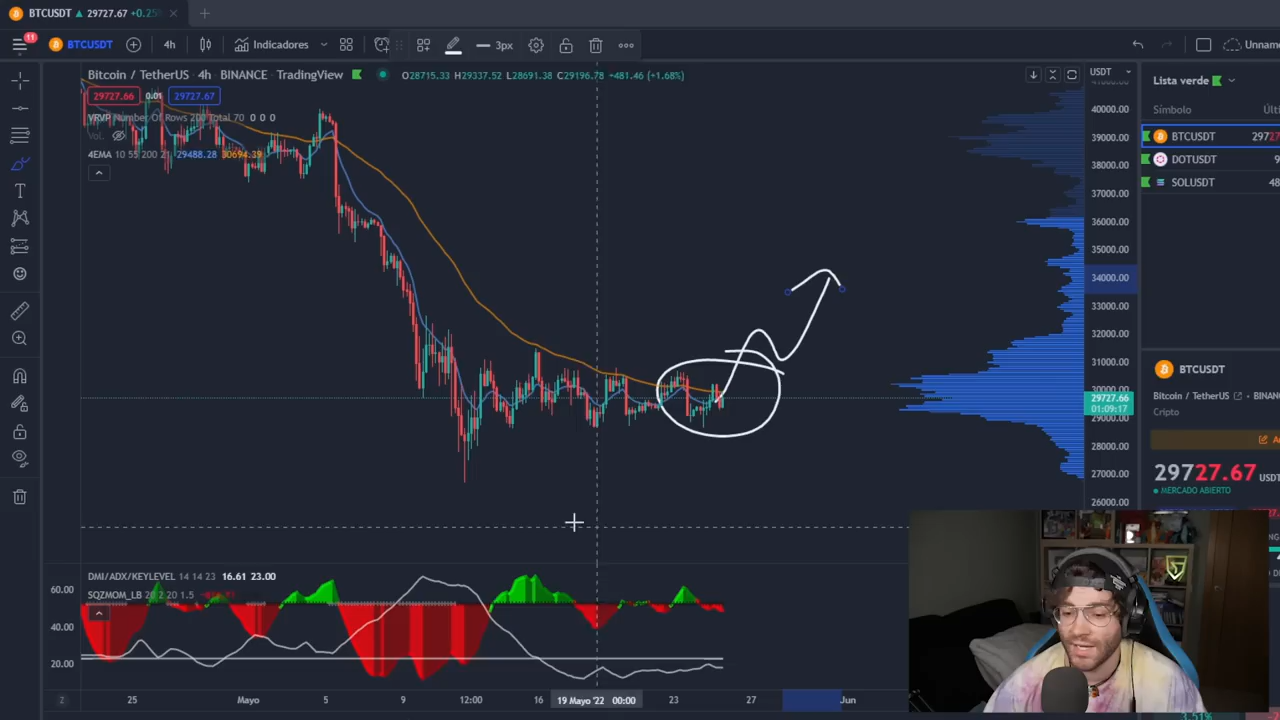 BTCUSDT ▲ 29727.67 +0.25
11
BTCUSDT
4h
Indicadores
3px
Unnam
Bitcoin / TetherUS · 4h · BINANCE · TradingView
O28715.33 H29337.52 L28691.38 C29196.78 +481.46 (+1.68%)
29727.66
0.01
29727.67
VRVP Number Of Rows 200 Total 70 0 0 0
Vol.
4EMA 10 55 200 21 29488.28 30694.39
USDT
40000.00
39000.00
38000.00
37000.00
36000.00
35000.00
34000.00
33000.00
32000.00
31000.00
30000.00
29727.66
01:09:17
29000.00
28000.00
27000.00
26000.00
Lista verde
Símbolo
BTCUSDT 2972
DOTUSDT 9
SOLUSDT 48
BTCUSDT
Bitcoin / TetherUS
BINAN
Cripto
29727.67 USDT
MERCADO ABIERTO
DMI/ADX/KEYLEVEL 14 14 23 16.61 23.00
SQZMOM_LB 20 2 20 1.5
60.00
40.00
20.00
Z
25
Mayo
5
9
12:00
16
19 Mayo '22 00:00
23
27
Jun
3.51%